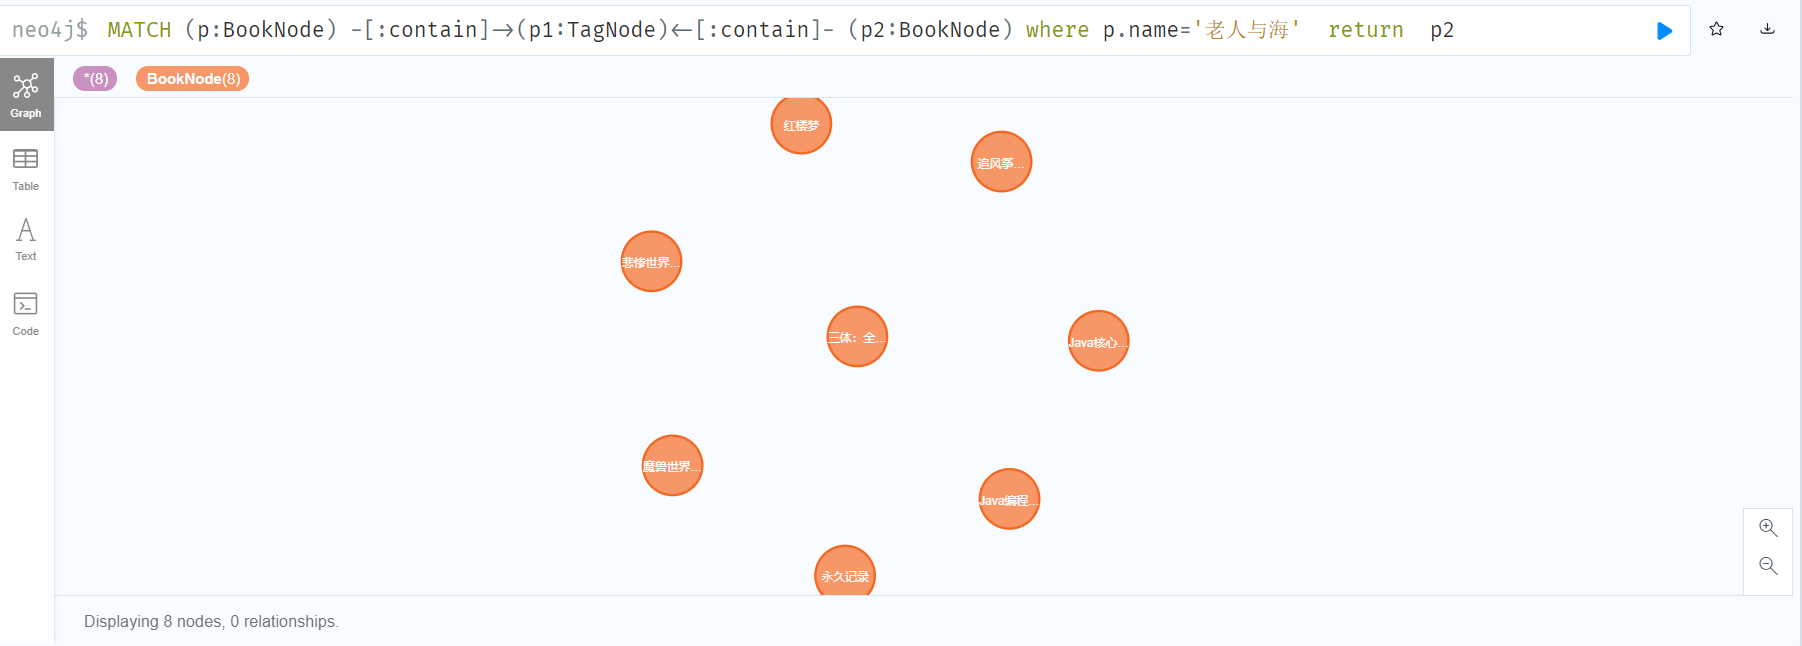 neo4j$ MATCH (p:BookNode) -[:contain]->(p1:TagNode)<-[:contain]- (p2:BookNode) where p.name='老人与海' return p2
*(8) BookNode(8)
Graph
Table
Text
Code
红楼梦
追风筝...
悲惨世界...
三体：全...
Java核心...
魔兽世界...
Java编程...
永久记录
Displaying 8 nodes, 0 relationships.